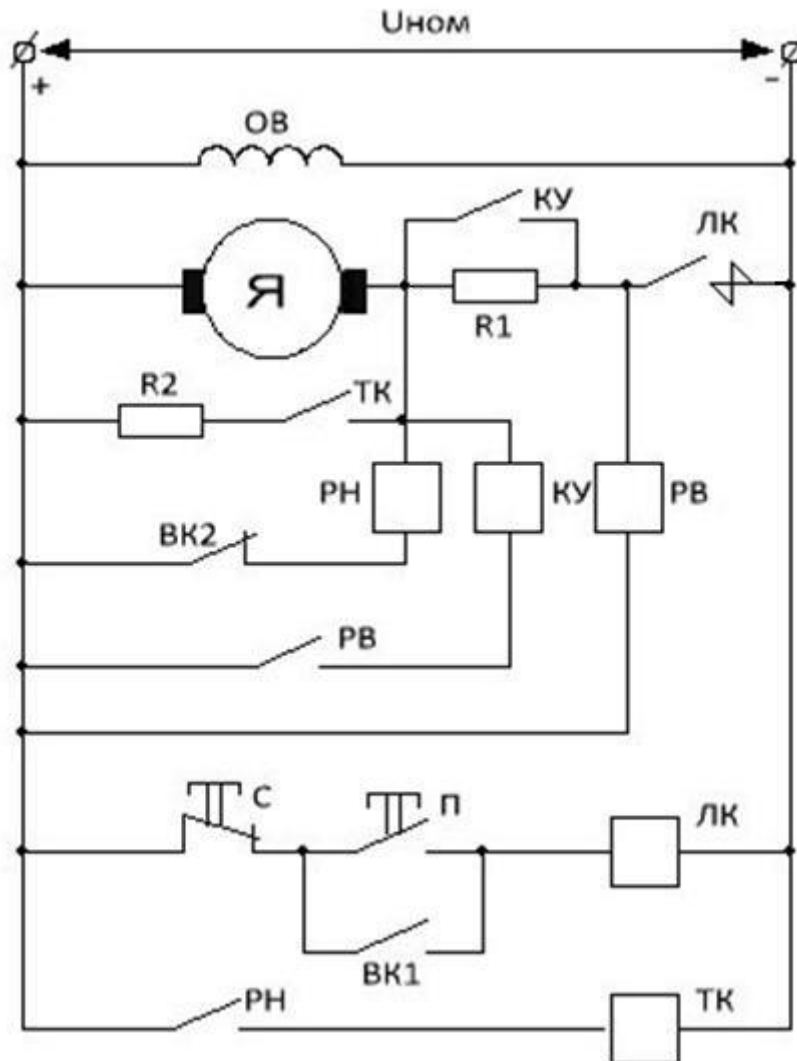 Uном
+ -
ОВ
КУ
ЛК
Я
R1
R2
ТК
РН
КУ
РВ
ВК2
РВ
С
П
ЛК
ВК1
РН
ТК